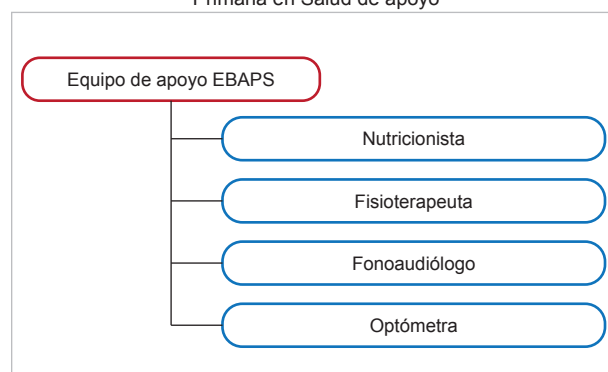 Primaria en Salud de apoyo
Equipo de apoyo EBAPS
Nutricionista
Fisioterapeuta
Fonoaudiólogo
Optómetra